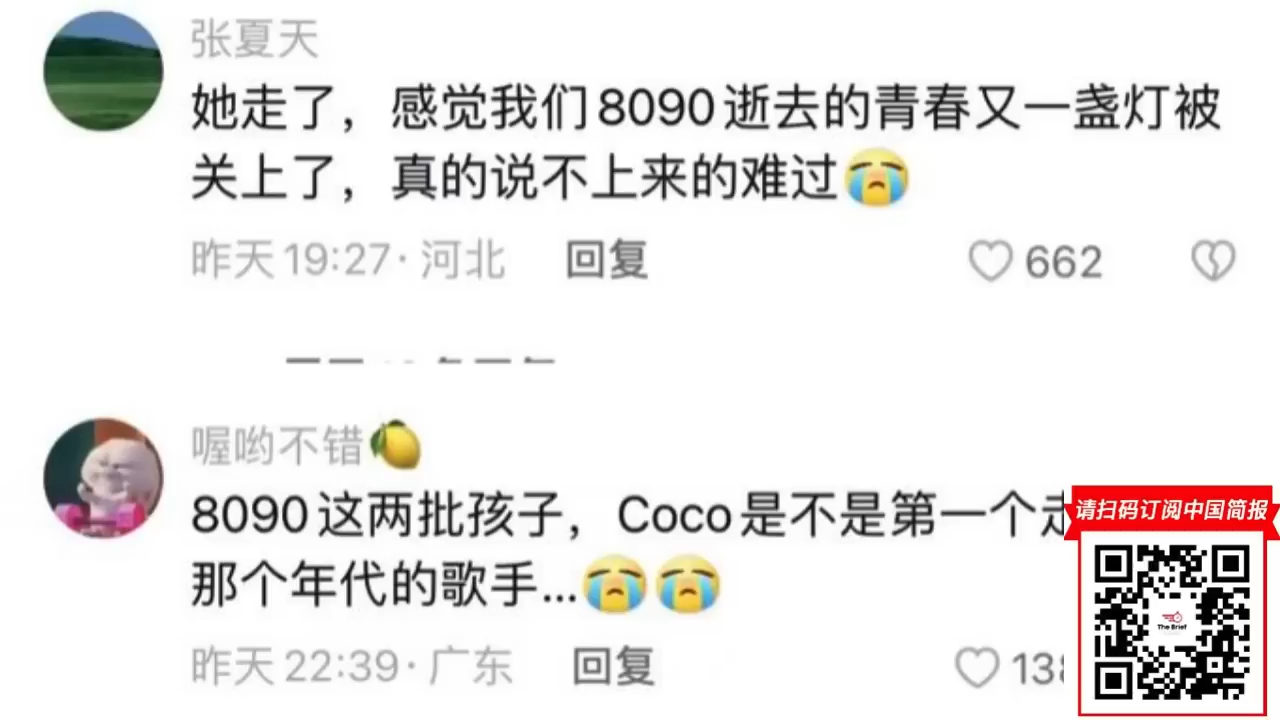 张夏天
她走了，感觉我们8090逝去的青春又一盏灯被
关上了，真的说不上来的难过😭
昨天19:27·河北 回复 662
喔哟不错🍋
8090这两批孩子，Coco是不是第一个走
那个年代的歌手...😭😭
昨天22:39·广东 回复 138
请扫码订阅中国简报
The Brief